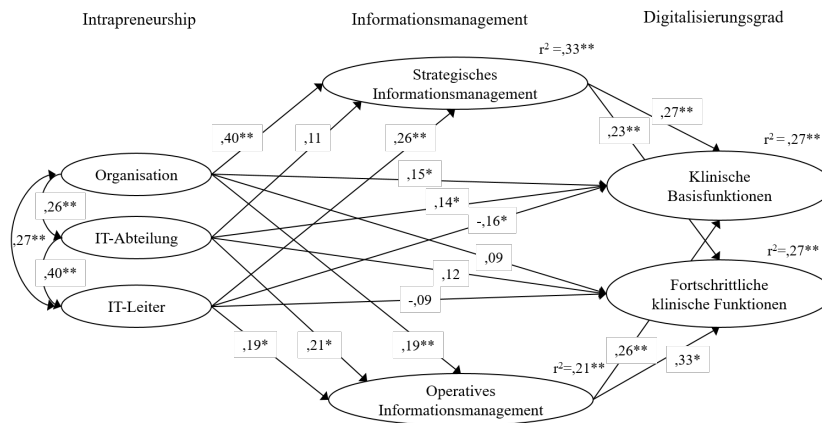 Intrapreneurship
Informationsmanagement
Digitalisierungsgrad
r² =,33**
Strategisches
Informationsmanagement
,27**
,23**
r² =,27**
,40**
,11
,26**
Organisation
,15*
Klinische
Basisfunktionen
,26**
,14*
-,16*
,27**
IT-Abteilung
,09
r²=,27**
,40**
,12
Fortschrittliche
klinische Funktionen
IT-Leiter
-,09
,19*
,21*
,19**
,26**
,33*
r²=,21**
Operatives
Informationsmanagement